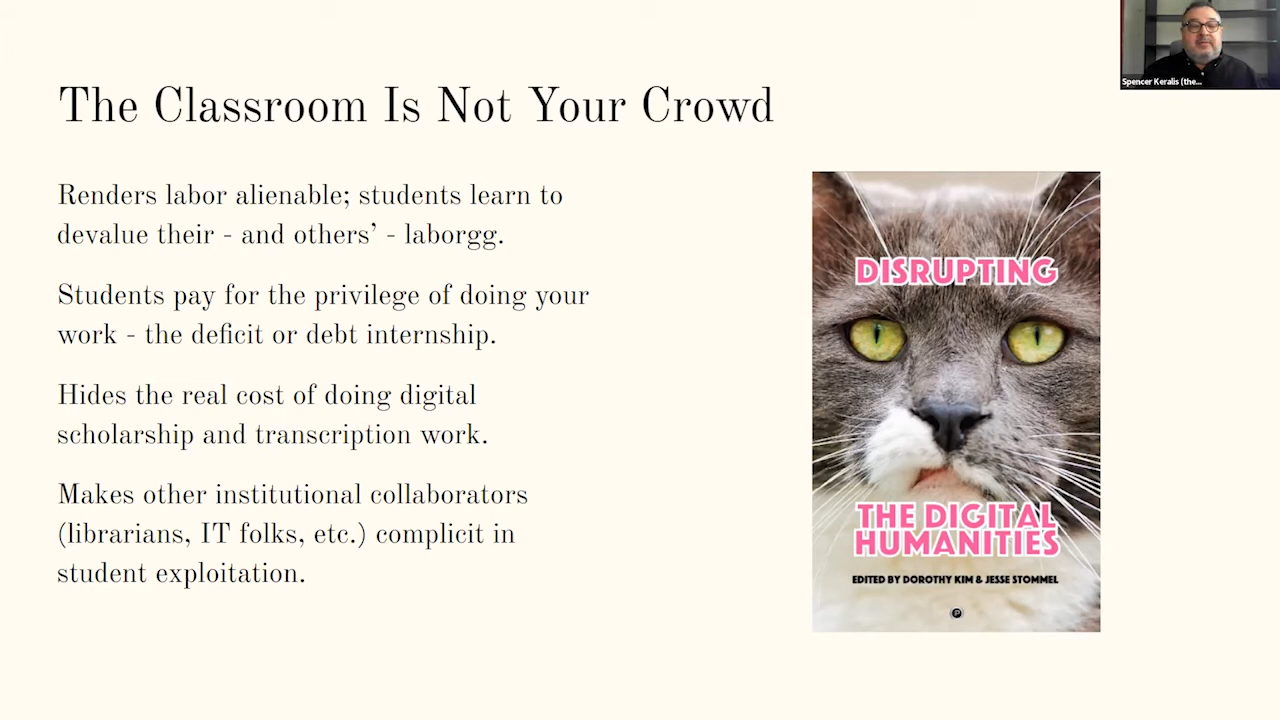 Spencer Keralis (the...
The Classroom Is Not Your Crowd
Renders labor alienable; students learn to
devalue their - and others’ - laborgg.
Students pay for the privilege of doing your
work - the deficit or debt internship.
Hides the real cost of doing digital
scholarship and transcription work.
Makes other institutional collaborators
(librarians, IT folks, etc.) complicit in
student exploitation.
DISRUPTING
THE DIGITAL
HUMANITIES
EDITED BY DOROTHY KIM & JESSE STOMMEL
P